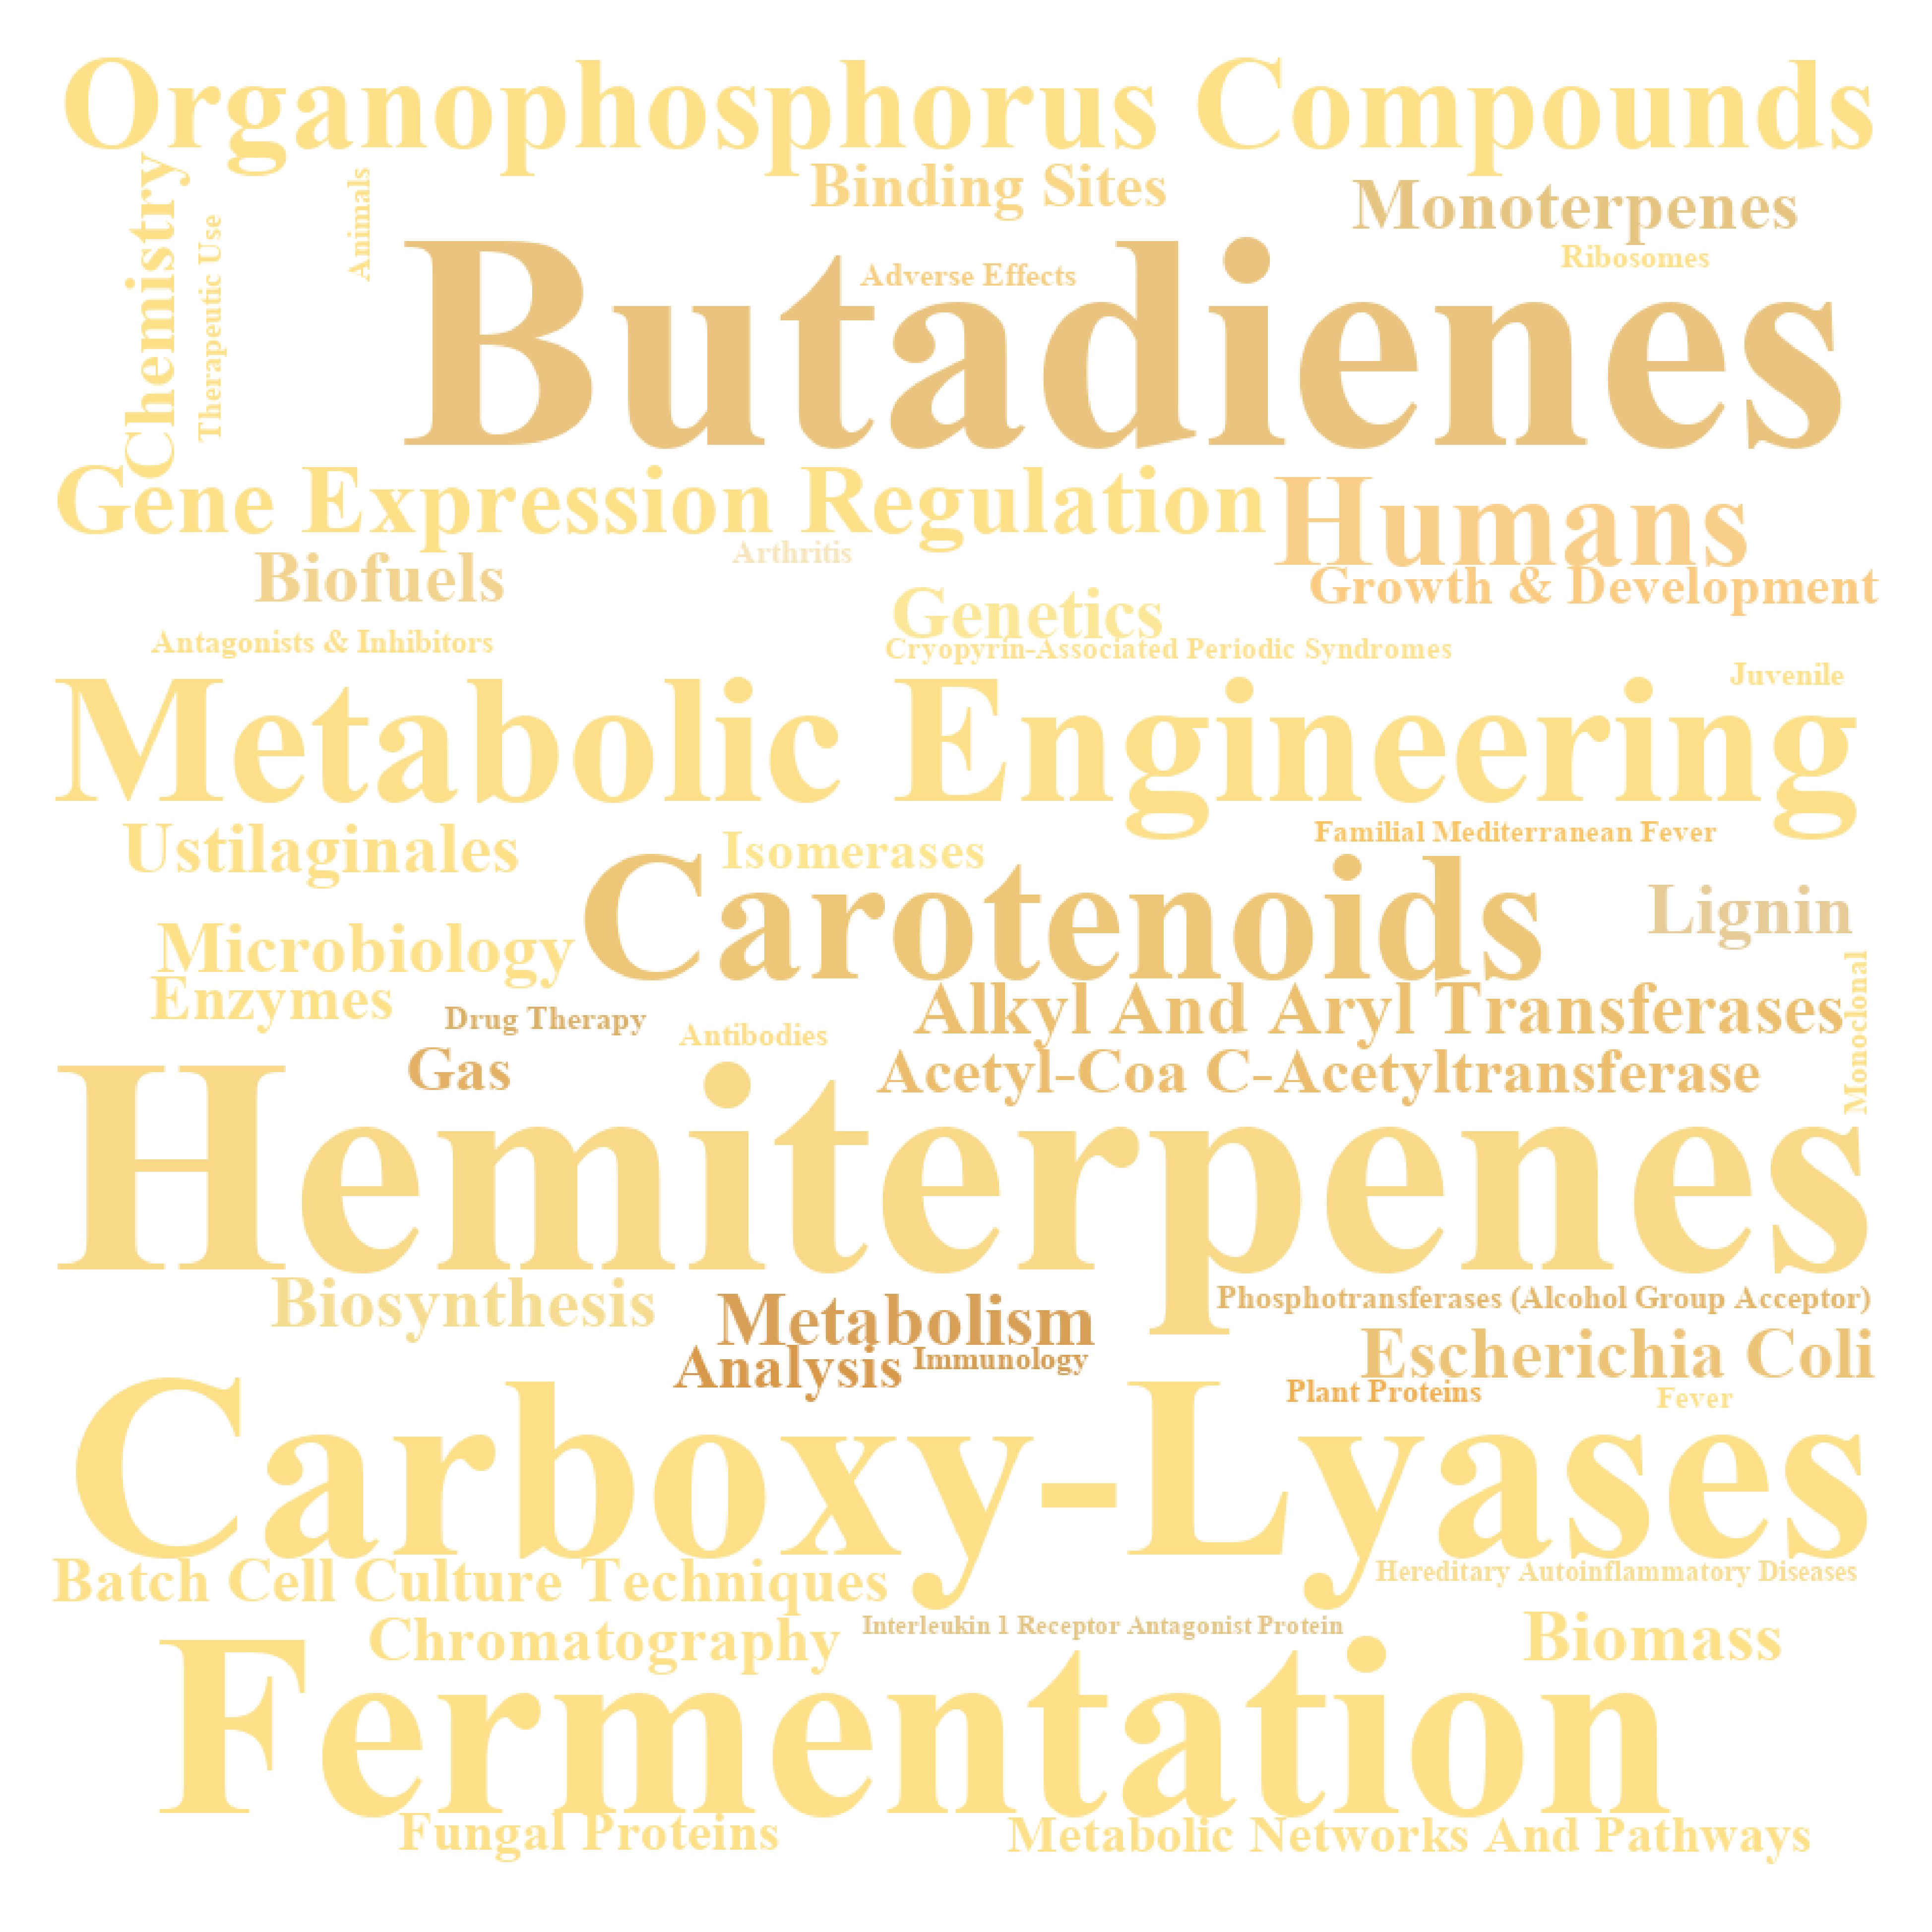 Organophosphorus Compounds
Chemistry
Therapeutic Use
Animals
Binding Sites
Monoterpenes
Ribosomes
Adverse Effects
Butadienes
Gene Expression Regulation
Humans
Arthritis
Biofuels
Growth & Development
Genetics
Antagonists & Inhibitors
Cryopyrin-Associated Periodic Syndromes
Juvenile
Metabolic Engineering
Ustilaginales
Isomerases
Familial Mediterranean Fever
Carotenoids
Lignin
Microbiology
Enzymes
Drug Therapy
Antibodies
Alkyl And Aryl Transferases
Monoclonal
Gas
Acetyl-Coa C-Acetyltransferase
Hemiterpenes
Biosynthesis
Metabolism
Phosphotransferases (Alcohol Group Acceptor)
Analysis
Immunology
Escherichia Coli
Plant Proteins
Fever
Carboxy-Lyases
Batch Cell Culture Techniques
Hereditary Autoinflammatory Diseases
Chromatography
Interleukin 1 Receptor Antagonist Protein
Biomass
Fermentation
Fungal Proteins
Metabolic Networks And Pathways